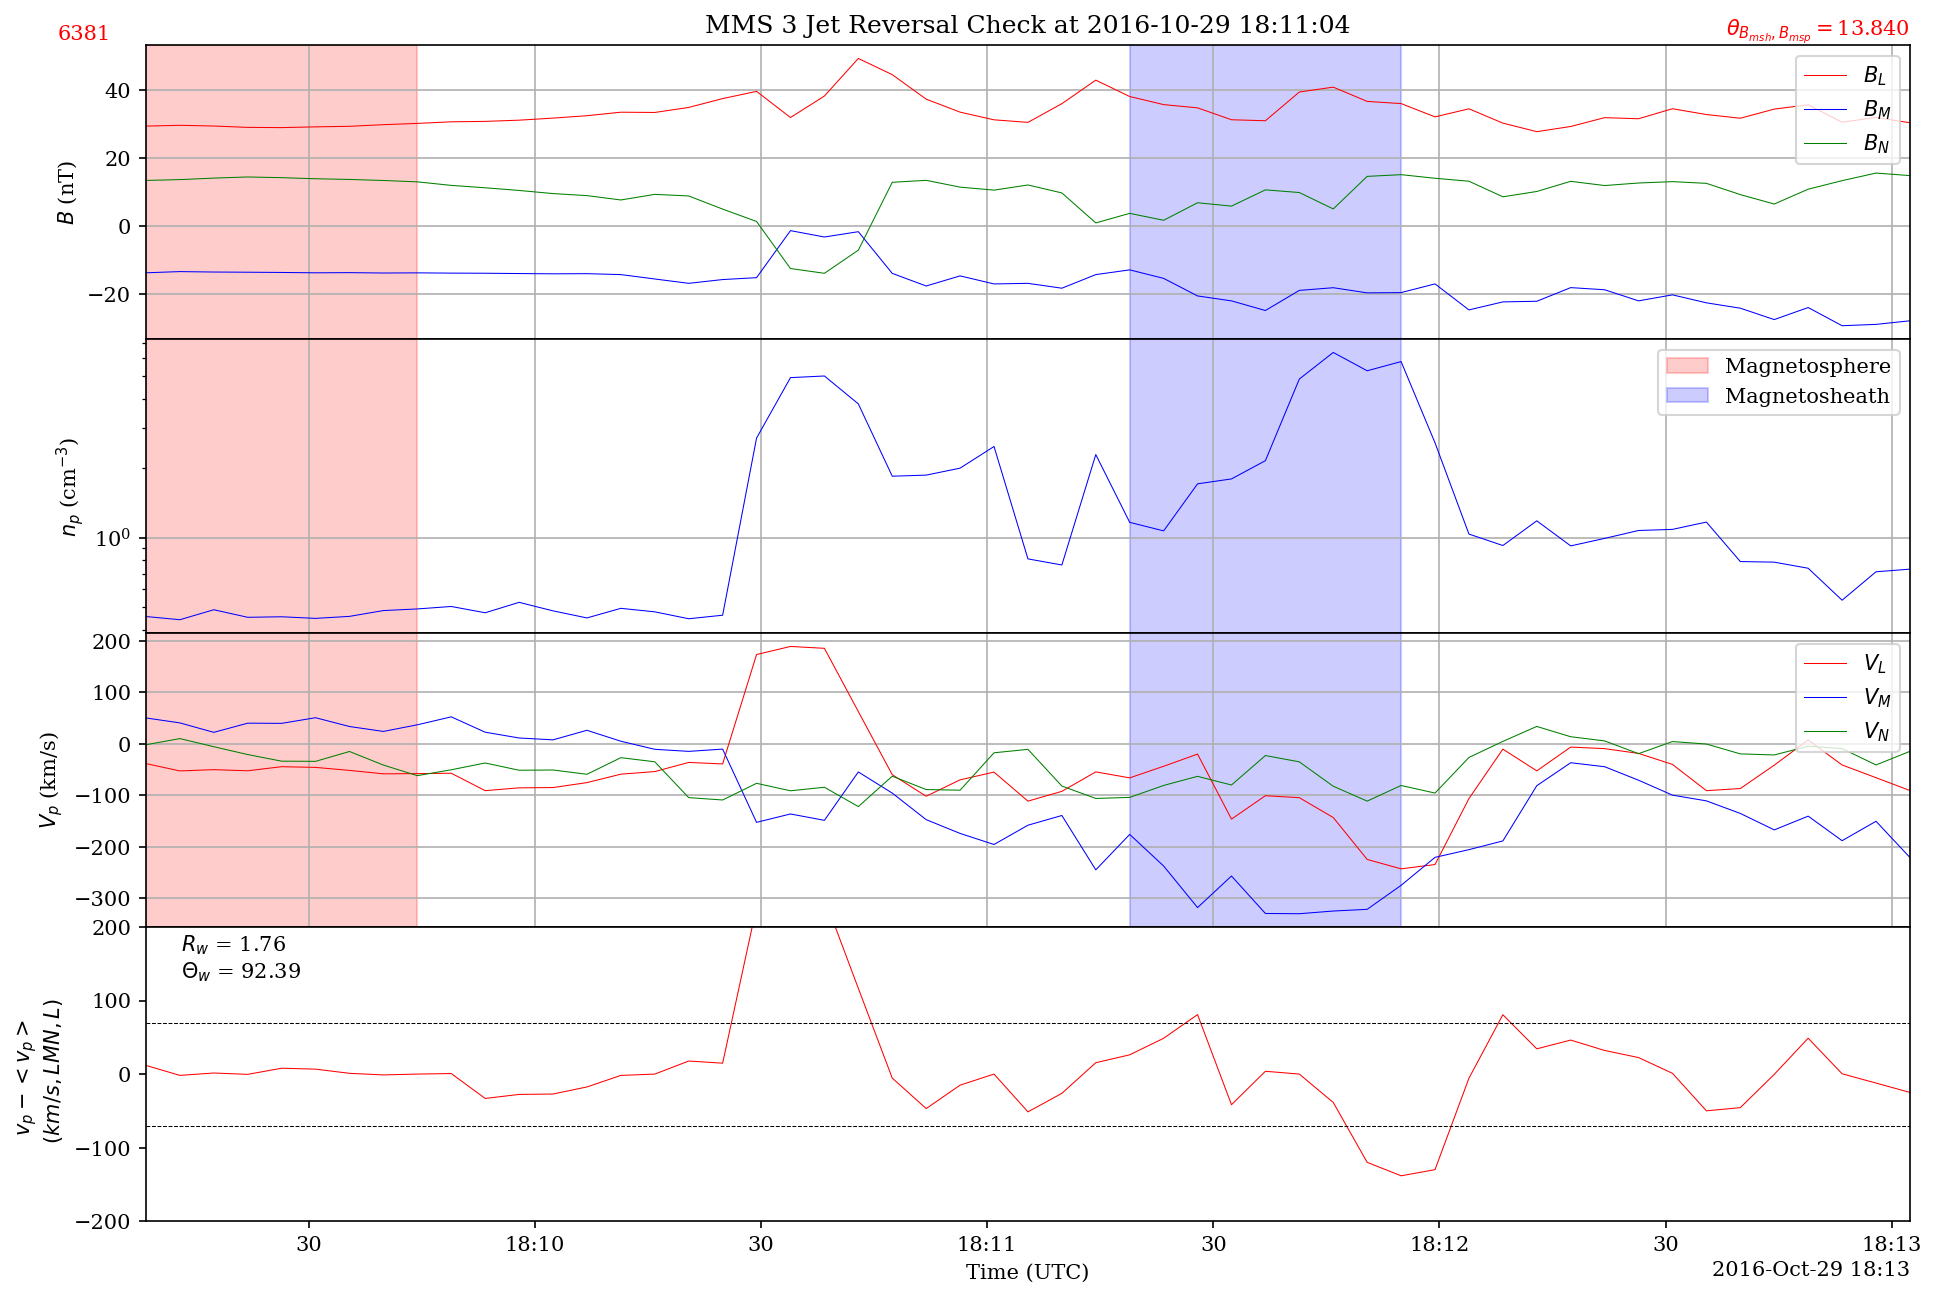 6381
MMS 3 Jet Reversal Check at 2016-10-29 18:11:04
θ_{B_{msh}, B_{msp}} = 13.840
40
20
0
−20
B (nT)
B_L
B_M
B_N
10^0
n_p (cm^{−3})
Magnetosphere
Magnetosheath
200
100
0
−100
−200
−300
V_p (km/s)
V_L
V_M
V_N
200
100
0
−100
−200
v_p − < v_p >
(km/s, LMN, L)
R_w = 1.76
Θ_w = 92.39
30 18:10 30 18:11 30 18:12 30 18:13
Time (UTC)
2016-Oct-29 18:13